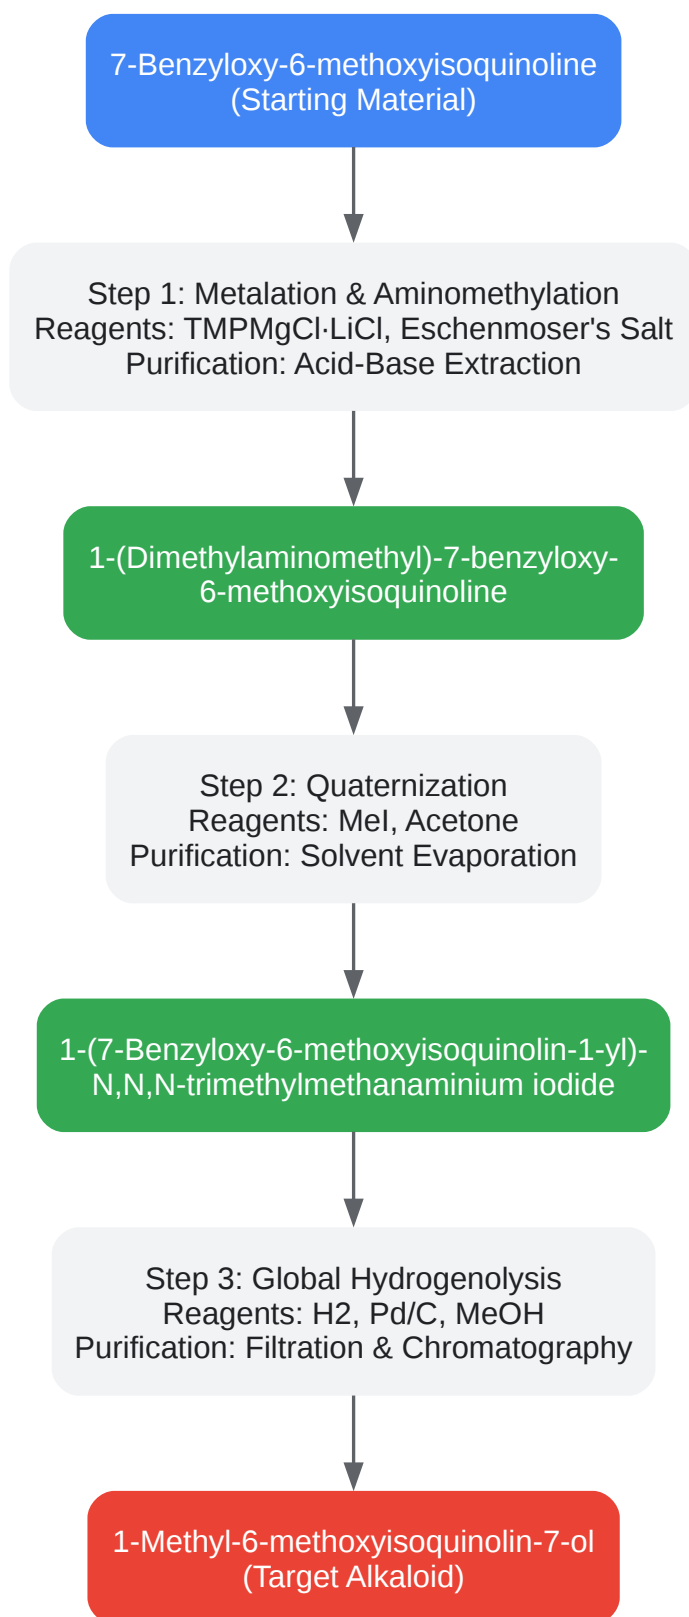 7-Benzyloxy-6-methoxyisoquinoline
(Starting Material)
Step 1: Metalation & Aminomethylation
Reagents: TMPMgCl·LiCl, Eschenmoser's Salt
Purification: Acid-Base Extraction
1-(Dimethylaminomethyl)-7-benzyloxy-
6-methoxyisoquinoline
Step 2: Quaternization
Reagents: MeI, Acetone
Purification: Solvent Evaporation
1-(7-Benzyloxy-6-methoxyisoquinolin-1-yl)-
N,N,N-trimethylmethanaminium iodide
Step 3: Global Hydrogenolysis
Reagents: H2, Pd/C, MeOH
Purification: Filtration & Chromatography
1-Methyl-6-methoxyisoquinolin-7-ol
(Target Alkaloid)